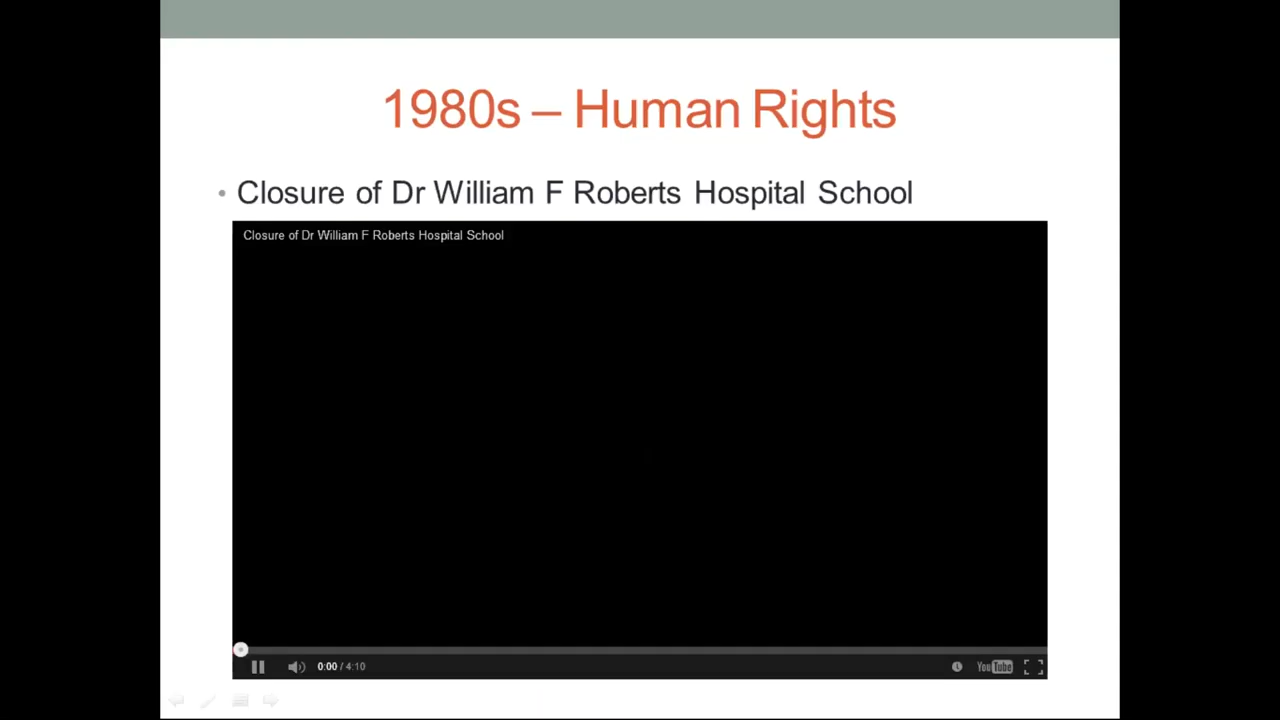 1980s – Human Rights
• Closure of Dr William F Roberts Hospital School
Closure of Dr William F Roberts Hospital School
0:00 / 4:10
YouTube